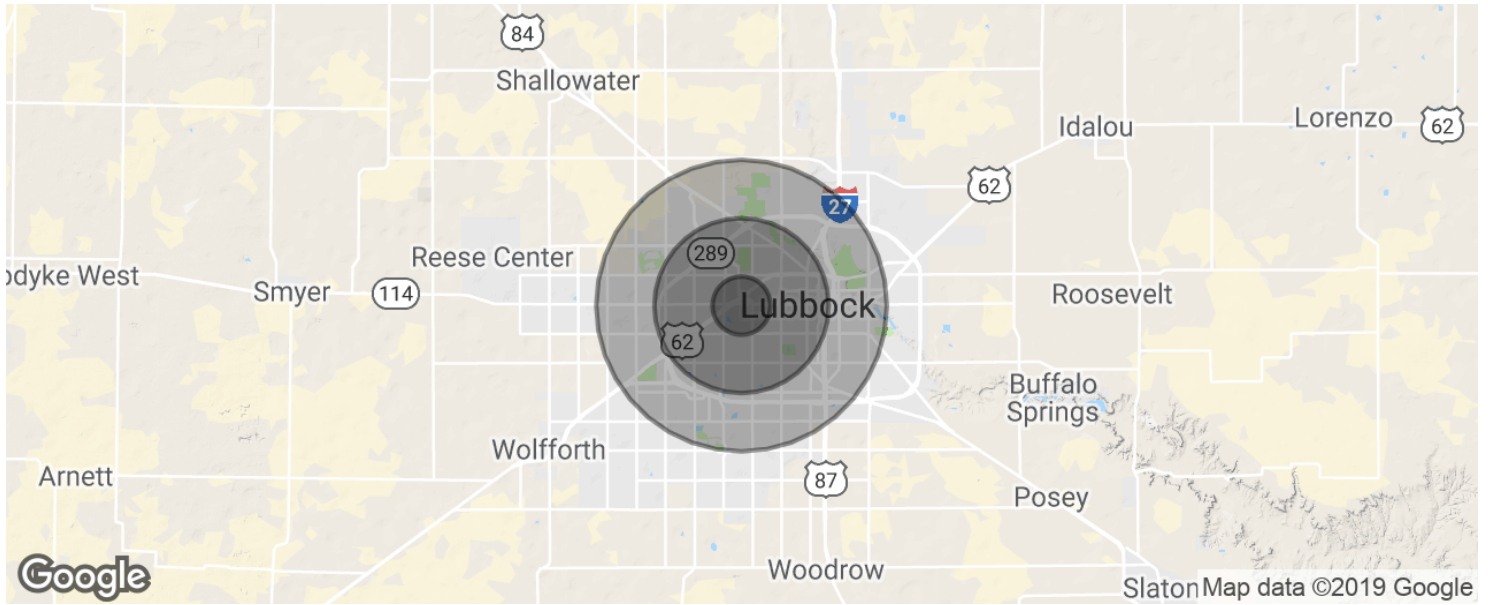 84
Shallowater
Lorenzo
62
Idalou
62
27
289
Reese Center
odyke West
Smyer
114
Roosevelt
Lubbock
62
Buffalo
Springs
Wolfforth
Arnett
87
Posey
Woodrow
Google
Slaton
Map data ©2019 Google